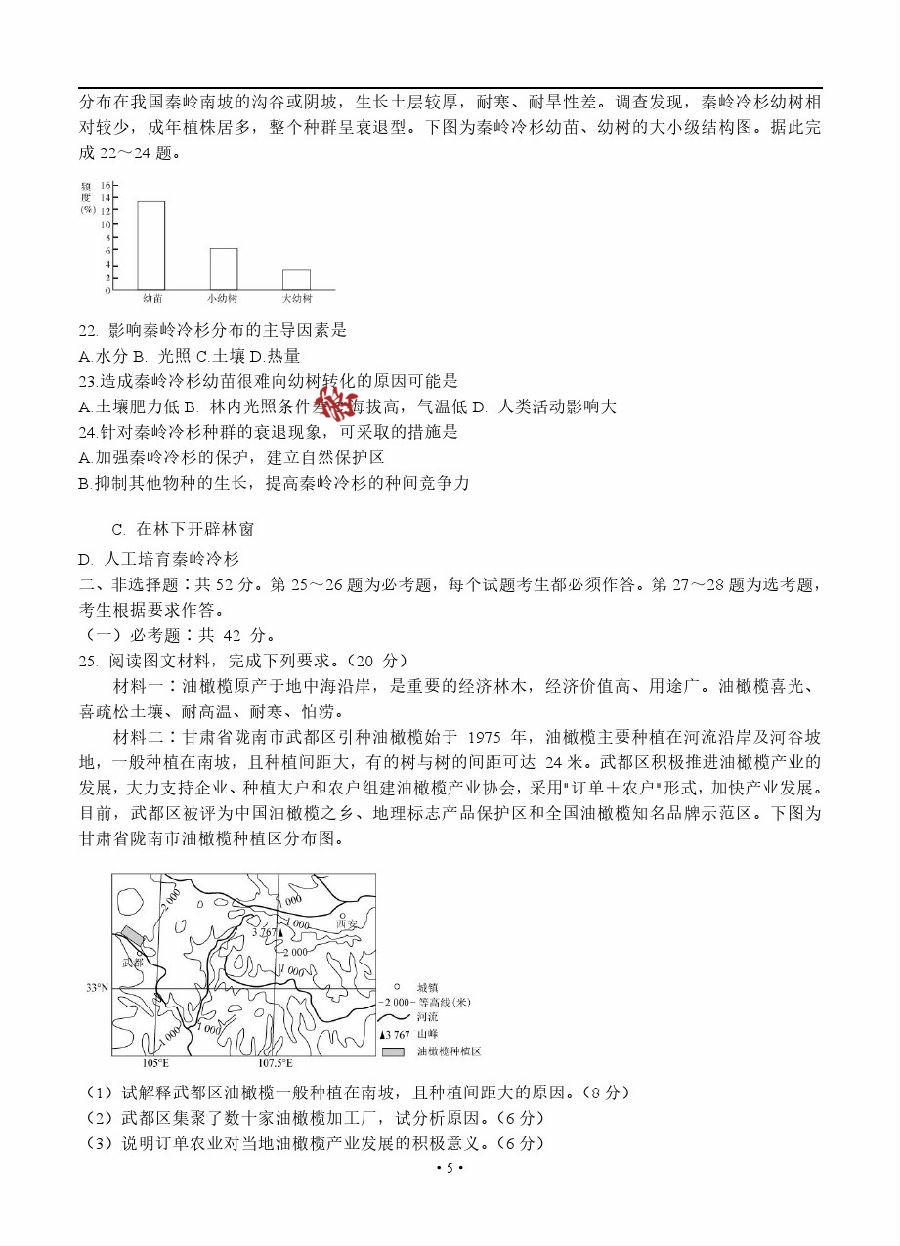 分布在我国秦岭南坡的沟谷或阴坡，生长土层较厚，耐寒、耐旱性差。调查发现，秦岭冷杉幼树相
对较少，成年植株居多，整个种群呈衰退型。下图为秦岭冷杉幼苗、幼树的大小级结构图。据此完
成 22～24 题。
频度(%)
16
14
12
10
8
6
4
2
0
幼苗 小幼树 大幼树
22. 影响秦岭冷杉分布的主导因素是
A.水分 B. 光照 C.土壤 D.热量
23.造成秦岭冷杉幼苗很难向幼树转化的原因可能是
A.土壤肥力低 B. 林内光照条件差 海拔高，气温低 D. 人类活动影响大
24.针对秦岭冷杉种群的衰退现象，可采取的措施是
A.加强秦岭冷杉的保护，建立自然保护区
B.抑制其他物种的生长，提高秦岭冷杉的种间竞争力
C. 在林下开辟林窗
D. 人工培育秦岭冷杉
二、非选择题：共 52 分。第 25～26 题为必考题，每个试题考生都必须作答。第 27～28 题为选考题，
考生根据要求作答。
（一）必考题：共 42 分。
25. 阅读图文材料，完成下列要求。（20 分）
材料一：油橄榄原产于地中海沿岸，是重要的经济林木，经济价值高、用途广。油橄榄喜光、
喜疏松土壤、耐高温、耐寒、怕涝。
材料二：甘肃省陇南市武都区引种油橄榄始于 1975 年，油橄榄主要种植在河流沿岸及河谷坡
地，一般种植在南坡，且种植间距大，有的树与树的间距可达 24 米。武都区积极推进油橄榄产业的
发展，大力支持企业、种植大户和农户组建油橄榄产业协会，采用"订单＋农户"形式，加快产业发展。
目前，武都区被评为中国油橄榄之乡、地理标志产品保护区和全国油橄榄知名品牌示范区。下图为
甘肃省陇南市油橄榄种植区分布图。
2 000
1 000
西安
1 000
3 767
2 000
武都
1 000
33°N
1 000
1 000
105°E
107.5°E
城镇
2 000 等高线(米)
河流
▲3 767 山峰
油橄榄种植区
（1）试解释武都区油橄榄一般种植在南坡，且种植间距大的原因。（8 分）
（2）武都区集聚了数十家油橄榄加工厂，试分析原因。（6 分）
（3）说明订单农业对当地油橄榄产业发展的积极意义。（6 分）
• 5 •